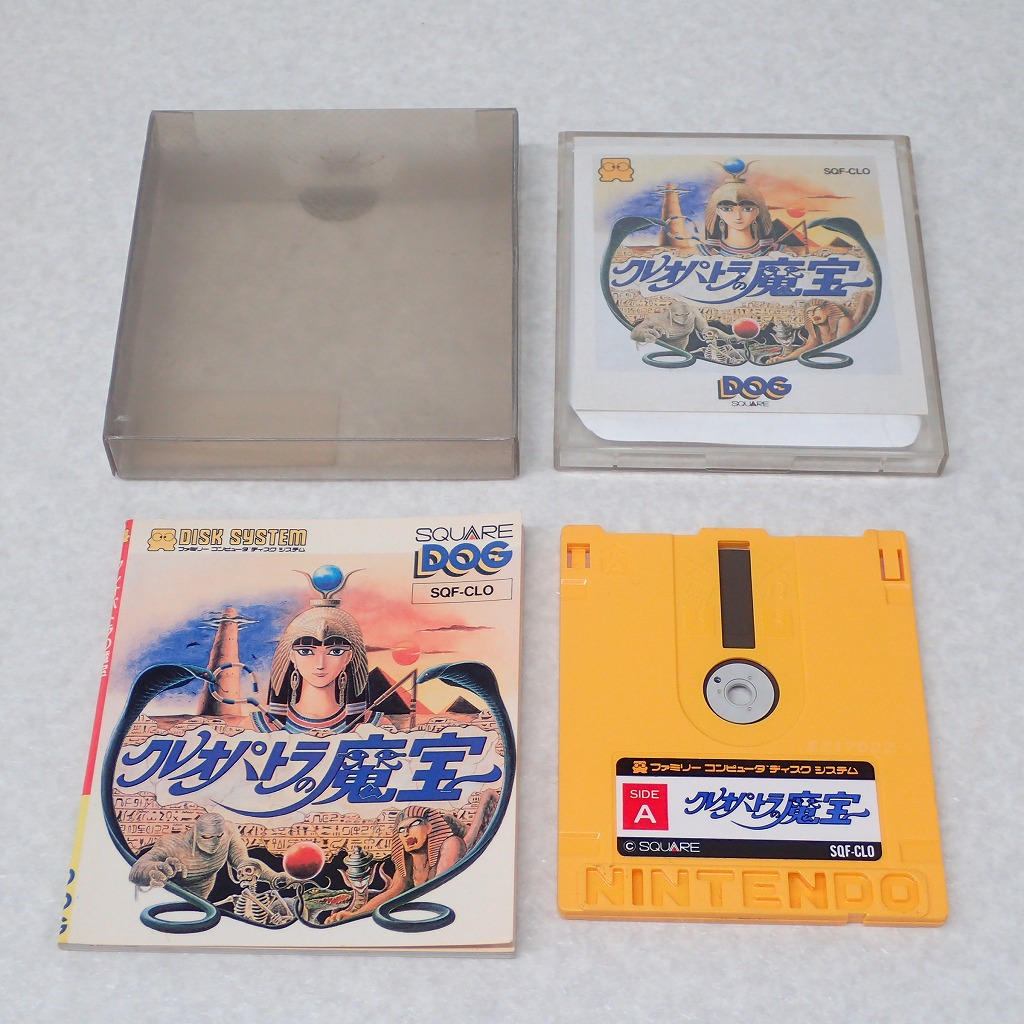 SQF-CLO
クレオパトラの魔宝
DOG
SQUARE
DISK SYSTEM
ファミリー コンピュータ ディスク システム
SQUARE
DOG
SQF-CLO
クレオパトラの魔宝
DOG
ファミリー コンピュータ ディスク システム
SIDE
A
クレオパトラの魔宝
© SQUARE
SQF-CLO
NINTENDO